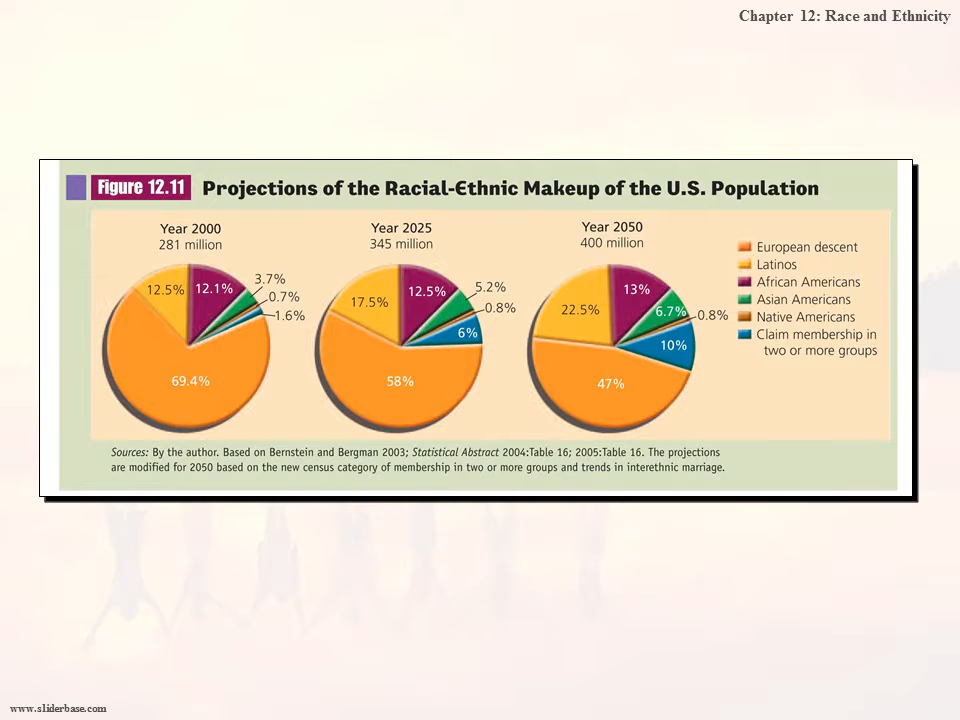 Chapter 12: Race and Ethnicity
Figure 12.11 Projections of the Racial-Ethnic Makeup of the U.S. Population
Year 2000
281 million
12.5%
12.1%
3.7%
0.7%
1.6%
69.4%
Year 2025
345 million
17.5%
12.5%
5.2%
0.8%
6%
58%
Year 2050
400 million
22.5%
13%
6.7%
0.8%
10%
47%
European descent
Latinos
African Americans
Asian Americans
Native Americans
Claim membership in
two or more groups
Sources: By the author. Based on Bernstein and Bergman 2003; Statistical Abstract 2004:Table 16; 2005:Table 16. The projections
are modified for 2050 based on the new census category of membership in two or more groups and trends in interethnic marriage.
www.sliderbase.com